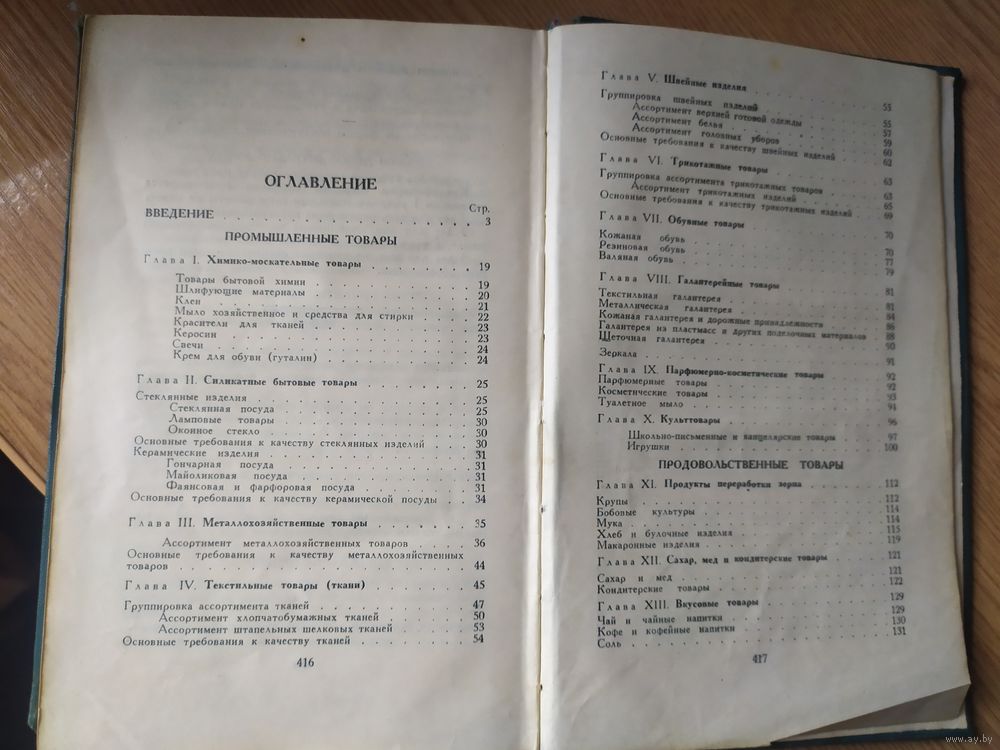 ОГЛАВЛЕНИЕ
Стр.
ВВЕДЕНИЕ . . . . . . . . . . . . . . . . 3
ПРОМЫШЛЕННЫЕ ТОВАРЫ
Глава I. Химико-москательные товары . . . . . . . 19
Товары бытовой химии . . . . . . . . . . . 19
Шлифующие материалы . . . . . . . . . . . 20
Клеи . . . . . . . . . . . . . . . . 21
Мыло хозяйственное и средства для стирки . . . . . 22
Красители для тканей . . . . . . . . . . . 23
Керосин . . . . . . . . . . . . . . . 23
Свечи . . . . . . . . . . . . . . . . 24
Крем для обуви (гуталин) . . . . . . . . . . 24
Глава II. Силикатные бытовые товары . . . . . . . 25
Стеклянные изделия . . . . . . . . . . . . 25
Стеклянная посуда . . . . . . . . . . . . 25
Ламповые товары . . . . . . . . . . . . 30
Оконное стекло . . . . . . . . . . . . . 30
Основные требования к качеству стеклянных изделий . . . 30
Керамические изделия . . . . . . . . . . . 31
Гончарная посуда . . . . . . . . . . . . 31
Майоликовая посуда . . . . . . . . . . . 31
Фаянсовая и фарфоровая посуда . . . . . . . . 31
Основные требования к качеству керамической посуды . . 34
Глава III. Металлохозяйственные товары . . . . . . . 35
Ассортимент металлохозяйственных товаров . . . . 36
Основные требования к качеству металлохозяйственных
товаров . . . . . . . . . . . . . . . 44
Глава IV. Текстильные товары (ткани) . . . . . . . 45
Группировка ассортимента тканей . . . . . . . . 47
Ассортимент хлопчатобумажных тканей . . . . . . 50
Ассортимент штапельных шелковых тканей . . . . . 53
Основные требования к качеству тканей . . . . . . . 54
416
Глава V. Швейные изделия . . . . . . . . . . 55
Группировка швейных изделий . . . . . . . . . 55
Ассортимент верхней готовой одежды . . . . . . 57
Ассортимент белья . . . . . . . . . . . . 59
Ассортимент головных уборов . . . . . . . . 60
Основные требования к качеству швейных изделий . . . . 62
Глава VI. Трикотажные товары . . . . . . . . . 63
Группировка ассортимента трикотажных товаров . . . . 63
Ассортимент трикотажных изделий . . . . . . . 65
Основные требования к качеству трикотажных изделий . . . 69
Глава VII. Обувные товары . . . . . . . . . . 70
Кожаная обувь . . . . . . . . . . . . . 70
Резиновая обувь . . . . . . . . . . . . . 77
Валяная обувь . . . . . . . . . . . . . 79
Глава VIII. Галантерейные товары . . . . . . . . 81
Текстильная галантерея . . . . . . . . . . . 81
Металлическая галантерея . . . . . . . . . . 84
Кожаная галантерея и дорожные принадлежности . . . . 86
Галантерея из пластмасс и других поделочных материалов . 88
Щеточная галантерея . . . . . . . . . . . 90
Зеркала . . . . . . . . . . . . . . . 91
Глава IX. Парфюмерно-косметические товары . . . . . 92
Парфюмерные товары . . . . . . . . . . . 92
Косметические товары . . . . . . . . . . . 93
Туалетное мыло . . . . . . . . . . . . . 94
Глава X. Культтовары . . . . . . . . . . . 96
Школьно-письменные и канцелярские товары . . . . 97
Игрушки . . . . . . . . . . . . . . . 100
ПРОДОВОЛЬСТВЕННЫЕ ТОВАРЫ
Глава XI. Продукты переработки зерна . . . . . . . 112
Крупы . . . . . . . . . . . . . . . . 112
Бобовые культуры . . . . . . . . . . . . 114
Мука . . . . . . . . . . . . . . . . 114
Хлеб и булочные изделия . . . . . . . . . . 115
Макаронные изделия . . . . . . . . . . . . 119
Глава XII. Сахар, мед и кондитерские товары . . . . . 121
Сахар и мед . . . . . . . . . . . . . . 121
Кондитерские товары . . . . . . . . . . . 122
Глава XIII. Вкусовые товары . . . . . . . . . 129
Чай и чайные напитки . . . . . . . . . . . 129
Кофе и кофейные напитки . . . . . . . . . . 130
Соль . . . . . . . . . . . . . . . . 131
417
www.ay.by